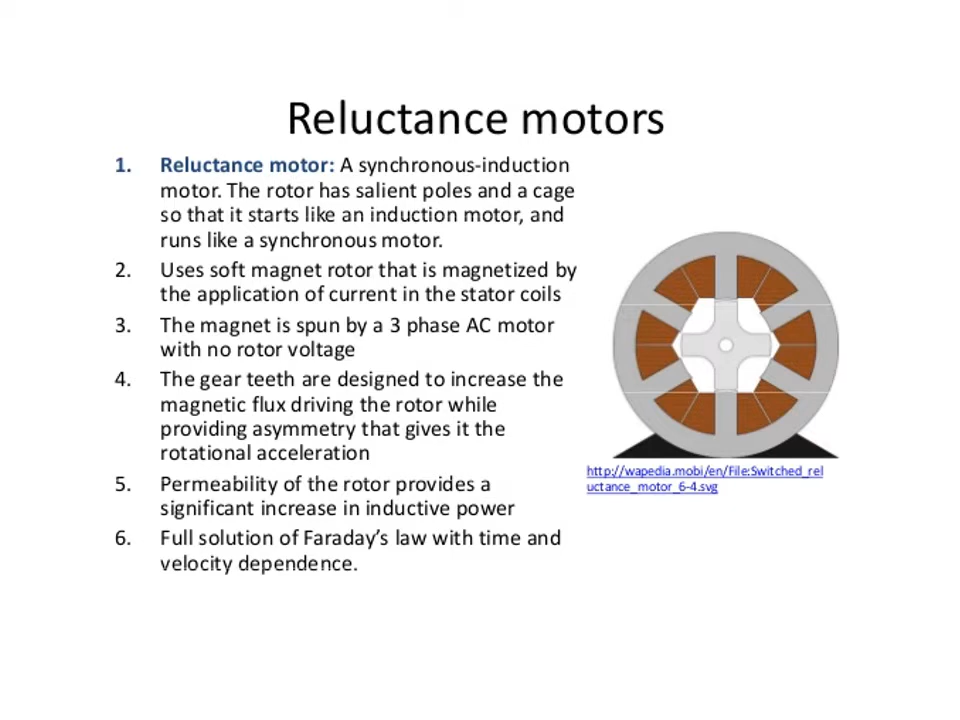 Reluctance motors
1. Reluctance motor: A synchronous-induction
motor. The rotor has salient poles and a cage
so that it starts like an induction motor, and
runs like a synchronous motor.
2. Uses soft magnet rotor that is magnetized by
the application of current in the stator coils
3. The magnet is spun by a 3 phase AC motor
with no rotor voltage
4. The gear teeth are designed to increase the
magnetic flux driving the rotor while
providing asymmetry that gives it the
rotational acceleration
5. Permeability of the rotor provides a
significant increase in inductive power
6. Full solution of Faraday’s law with time and
velocity dependence.
http://wapedia.mobi/en/File:Switched_rel
uctance_motor_6-4.svg